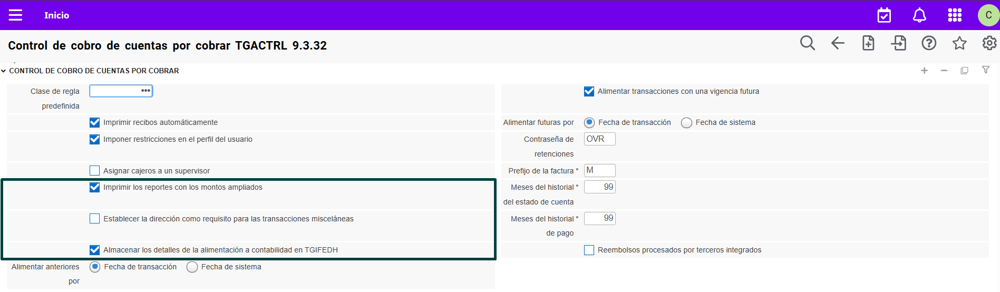 Inicio
C
Control de cobro de cuentas por cobrar TGACTRL 9.3.32
CONTROL DE COBRO DE CUENTAS POR COBRAR
Clase de regla
predefinida
Imprimir recibos automáticamente
Imponer restricciones en el perfil del usuario
Asignar cajeros a un supervisor
Imprimir los reportes con los montos ampliados
Establecer la dirección como requisito para las transacciones misceláneas
Almacenar los detalles de la alimentación a contabilidad en TGIFEDH
Alimentar anteriores Fecha de transacción Fecha de sistema
por
Alimentar transacciones con una vigencia futura
Alimentar futuras por Fecha de transacción Fecha de sistema
Contraseña de OVR
retenciones
Prefijo de la factura * M
Meses del historial * 99
del estado de cuenta
Meses del historial * 99
de pago
Reembolsos procesados por terceros integrados